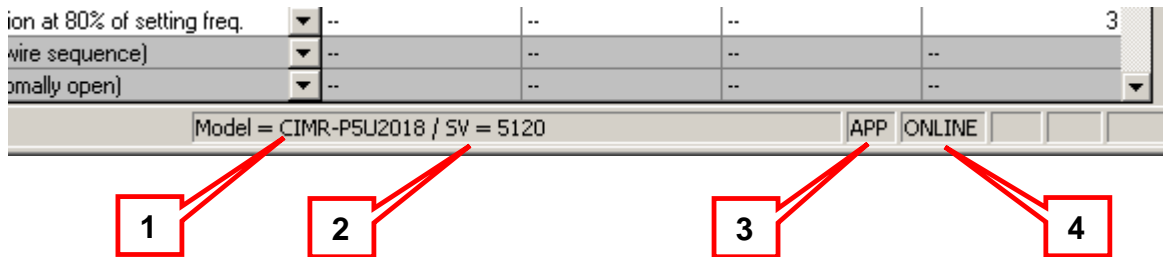 ion at 80% of setting freq. -- -- -- 3
wire sequence) -- -- -- --
omally open) -- -- -- --
Model = CIMR-P5U2018 / SV = 5120 APP ONLINE
1 2 3 4